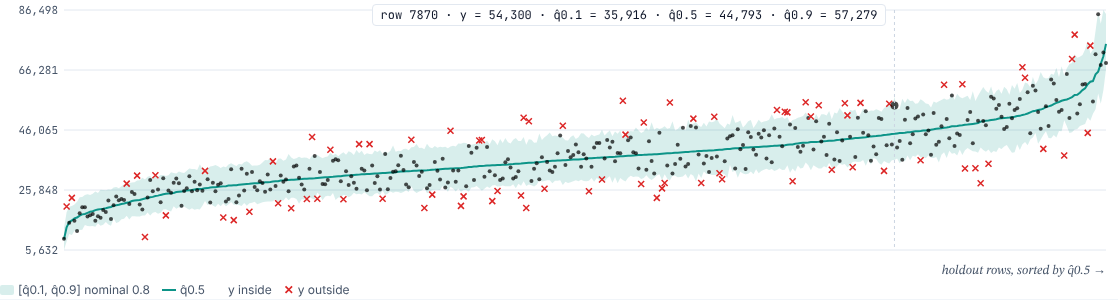 86,498
row 7870 · y = 54,300 · q̂0.1 = 35,916 · q̂0.5 = 44,793 · q̂0.9 = 57,279
66,281
46,065
25,848
5,632
holdout rows, sorted by q̂0.5 →
[q̂0.1, q̂0.9] nominal 0.8 q̂0.5 y inside y outside